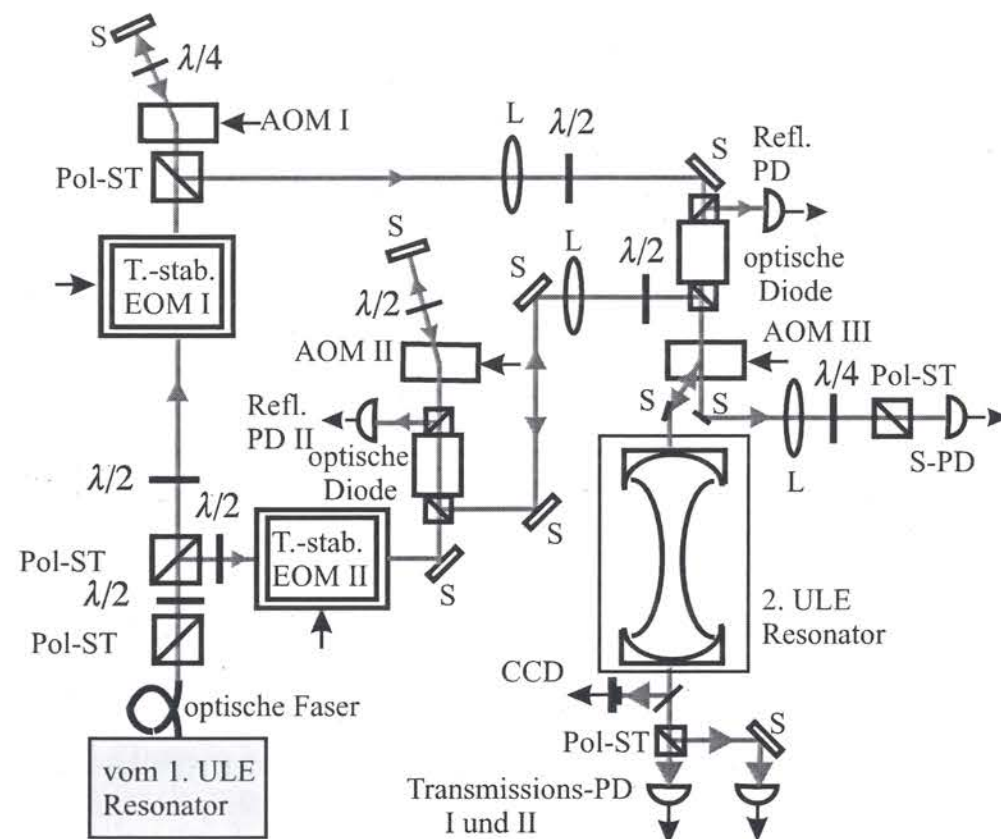 S
λ/4
AOM I
Pol-ST
L
λ/2
S
Refl.
PD
T.-stab.
EOM I
S
λ/2
AOM II
S
L
λ/2
optische
Diode
AOM III
Refl.
PD II
optische
Diode
S
S
λ/4
Pol-ST
L
S-PD
λ/2
λ/2
Pol-ST
T.-stab.
EOM II
S
S
λ/2
Pol-ST
2. ULE
Resonator
optische Faser
vom 1. ULE
Resonator
CCD
Pol-ST
S
Transmissions-PD
I und II